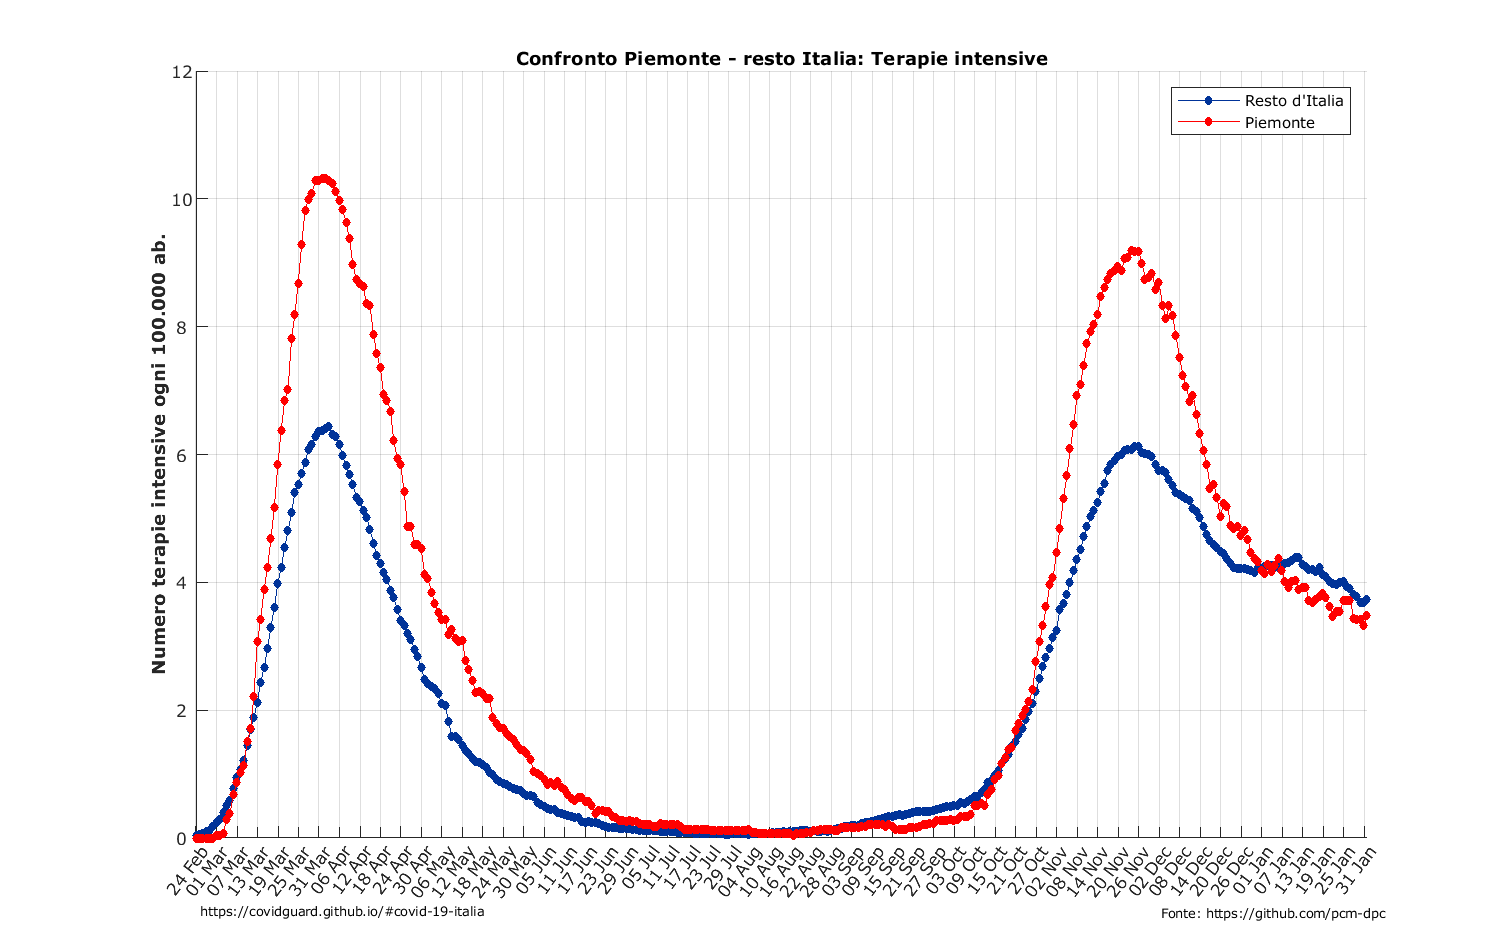 Confronto Piemonte - resto Italia: Terapie intensive
Resto d'Italia
Piemonte
Numero terapie intensive ogni 100.000 ab.
12
10
8
6
4
2
0
24 Feb
01 Mar
07 Mar
13 Mar
19 Mar
25 Mar
31 Mar
06 Apr
12 Apr
18 Apr
24 Apr
30 Apr
06 May
12 May
18 May
24 May
30 May
05 Jun
11 Jun
17 Jun
23 Jun
29 Jun
05 Jul
11 Jul
17 Jul
23 Jul
29 Jul
04 Aug
10 Aug
16 Aug
22 Aug
28 Aug
03 Sep
09 Sep
15 Sep
21 Sep
27 Sep
03 Oct
09 Oct
15 Oct
21 Oct
27 Oct
02 Nov
08 Nov
14 Nov
20 Nov
26 Nov
02 Dec
08 Dec
14 Dec
20 Dec
26 Dec
01 Jan
07 Jan
13 Jan
19 Jan
25 Jan
31 Jan
https://covidguard.github.io/#covid-19-italia
Fonte: https://github.com/pcm-dpc